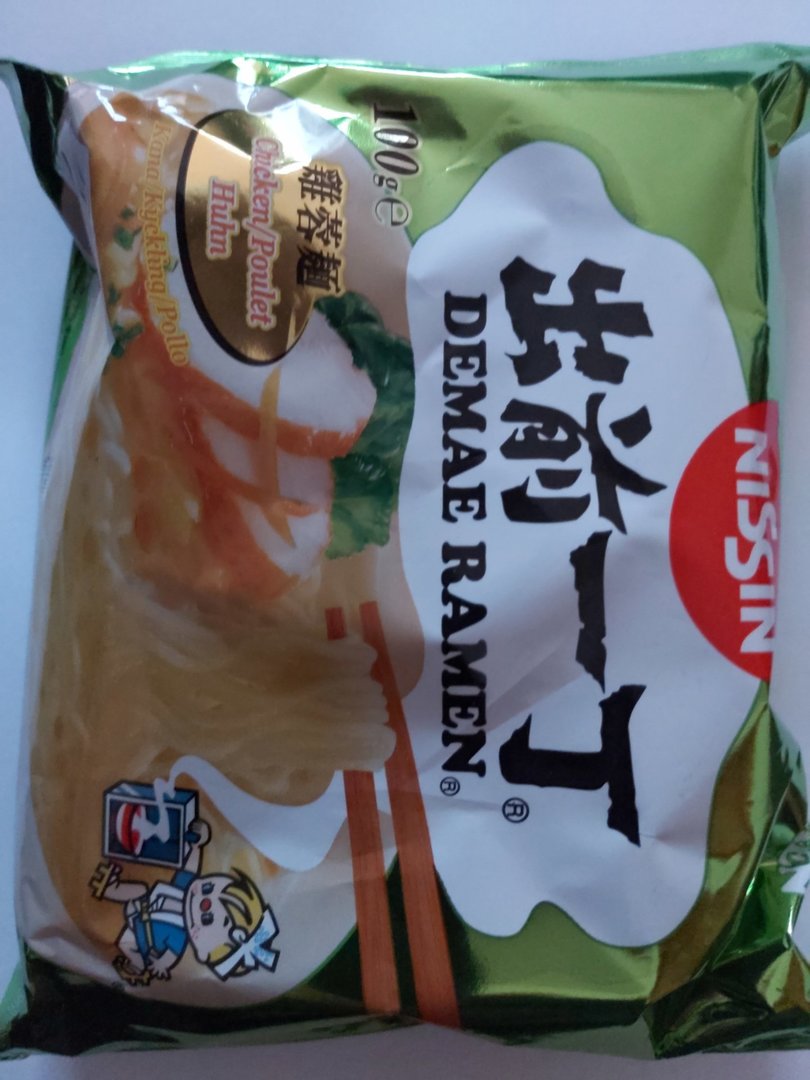 NISSIN
出前一丁®
DEMAE RAMEN®
100g℮
雞蓉麵
Chicken/Poulet
Huhn
Kana/Kyckling/Pollo